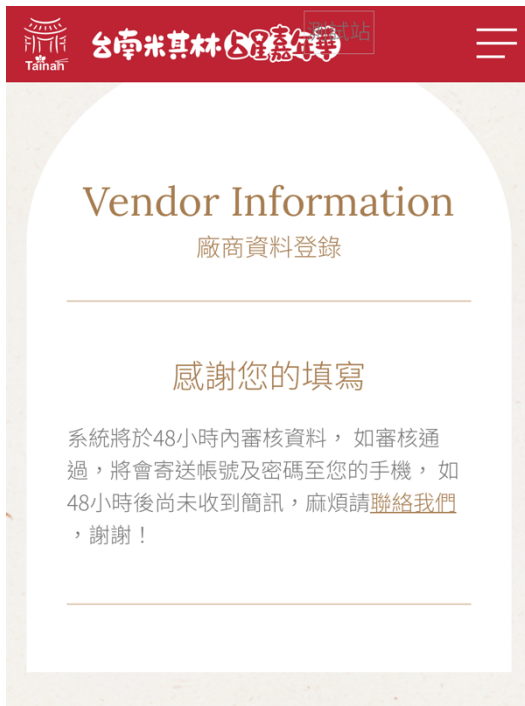 Tainan
台南米其林占星嘉年華
測試站
Vendor Information
廠商資料登錄
感謝您的填寫
系統將於48小時內審核資料， 如審核通
過，將會寄送帳號及密碼至您的手機， 如
48小時後尚未收到簡訊，麻煩請聯絡我們
，謝謝！